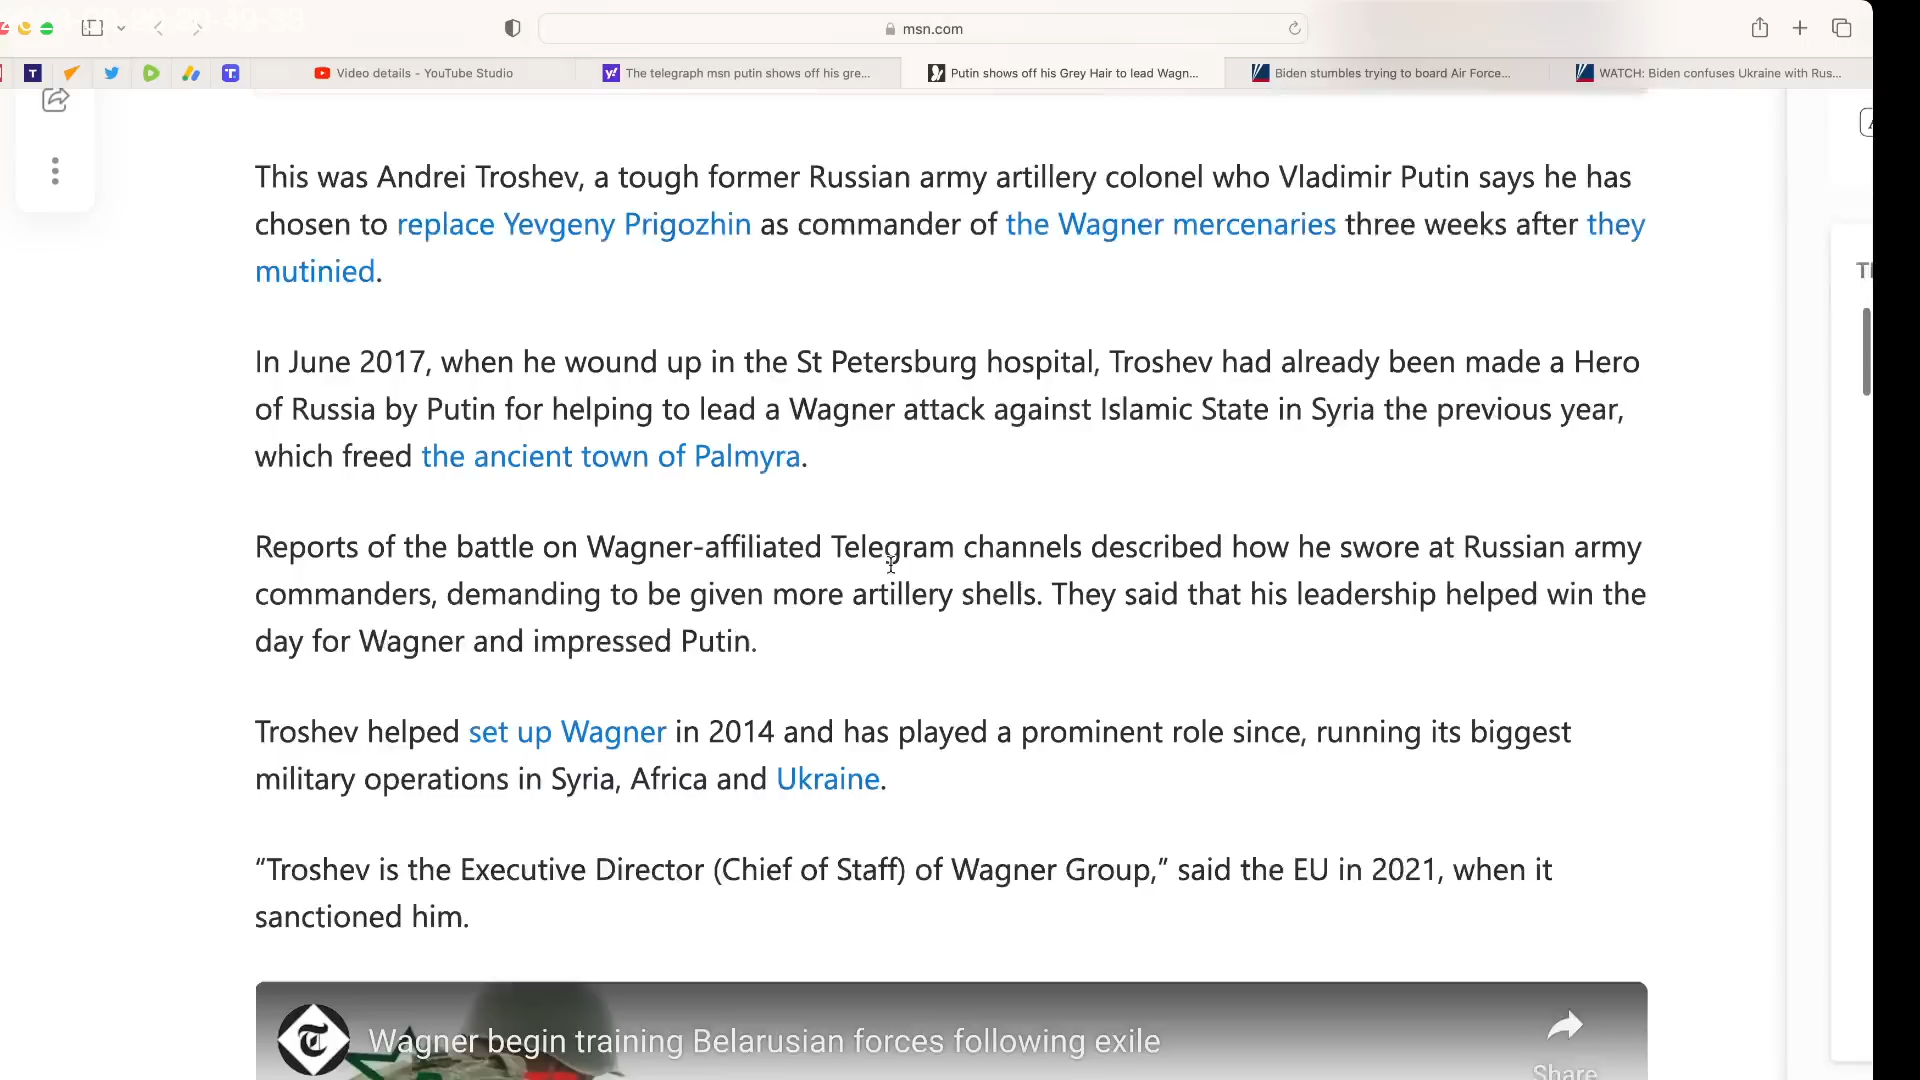 msn.com
Video details - YouTube Studio
The telegraph msn putin shows off his gre...
Putin shows off his Grey Hair to lead Wagn...
Biden stumbles trying to board Air Force...
WATCH: Biden confuses Ukraine with Rus...
This was Andrei Troshev, a tough former Russian army artillery colonel who Vladimir Putin says he has
chosen to replace Yevgeny Prigozhin as commander of the Wagner mercenaries three weeks after they
mutinied.
In June 2017, when he wound up in the St Petersburg hospital, Troshev had already been made a Hero
of Russia by Putin for helping to lead a Wagner attack against Islamic State in Syria the previous year,
which freed the ancient town of Palmyra.
Reports of the battle on Wagner-affiliated Telegram channels described how he swore at Russian army
commanders, demanding to be given more artillery shells. They said that his leadership helped win the
day for Wagner and impressed Putin.
Troshev helped set up Wagner in 2014 and has played a prominent role since, running its biggest
military operations in Syria, Africa and Ukraine.
“Troshev is the Executive Director (Chief of Staff) of Wagner Group,” said the EU in 2021, when it
sanctioned him.
Wagner begin training Belarusian forces following exile
Share